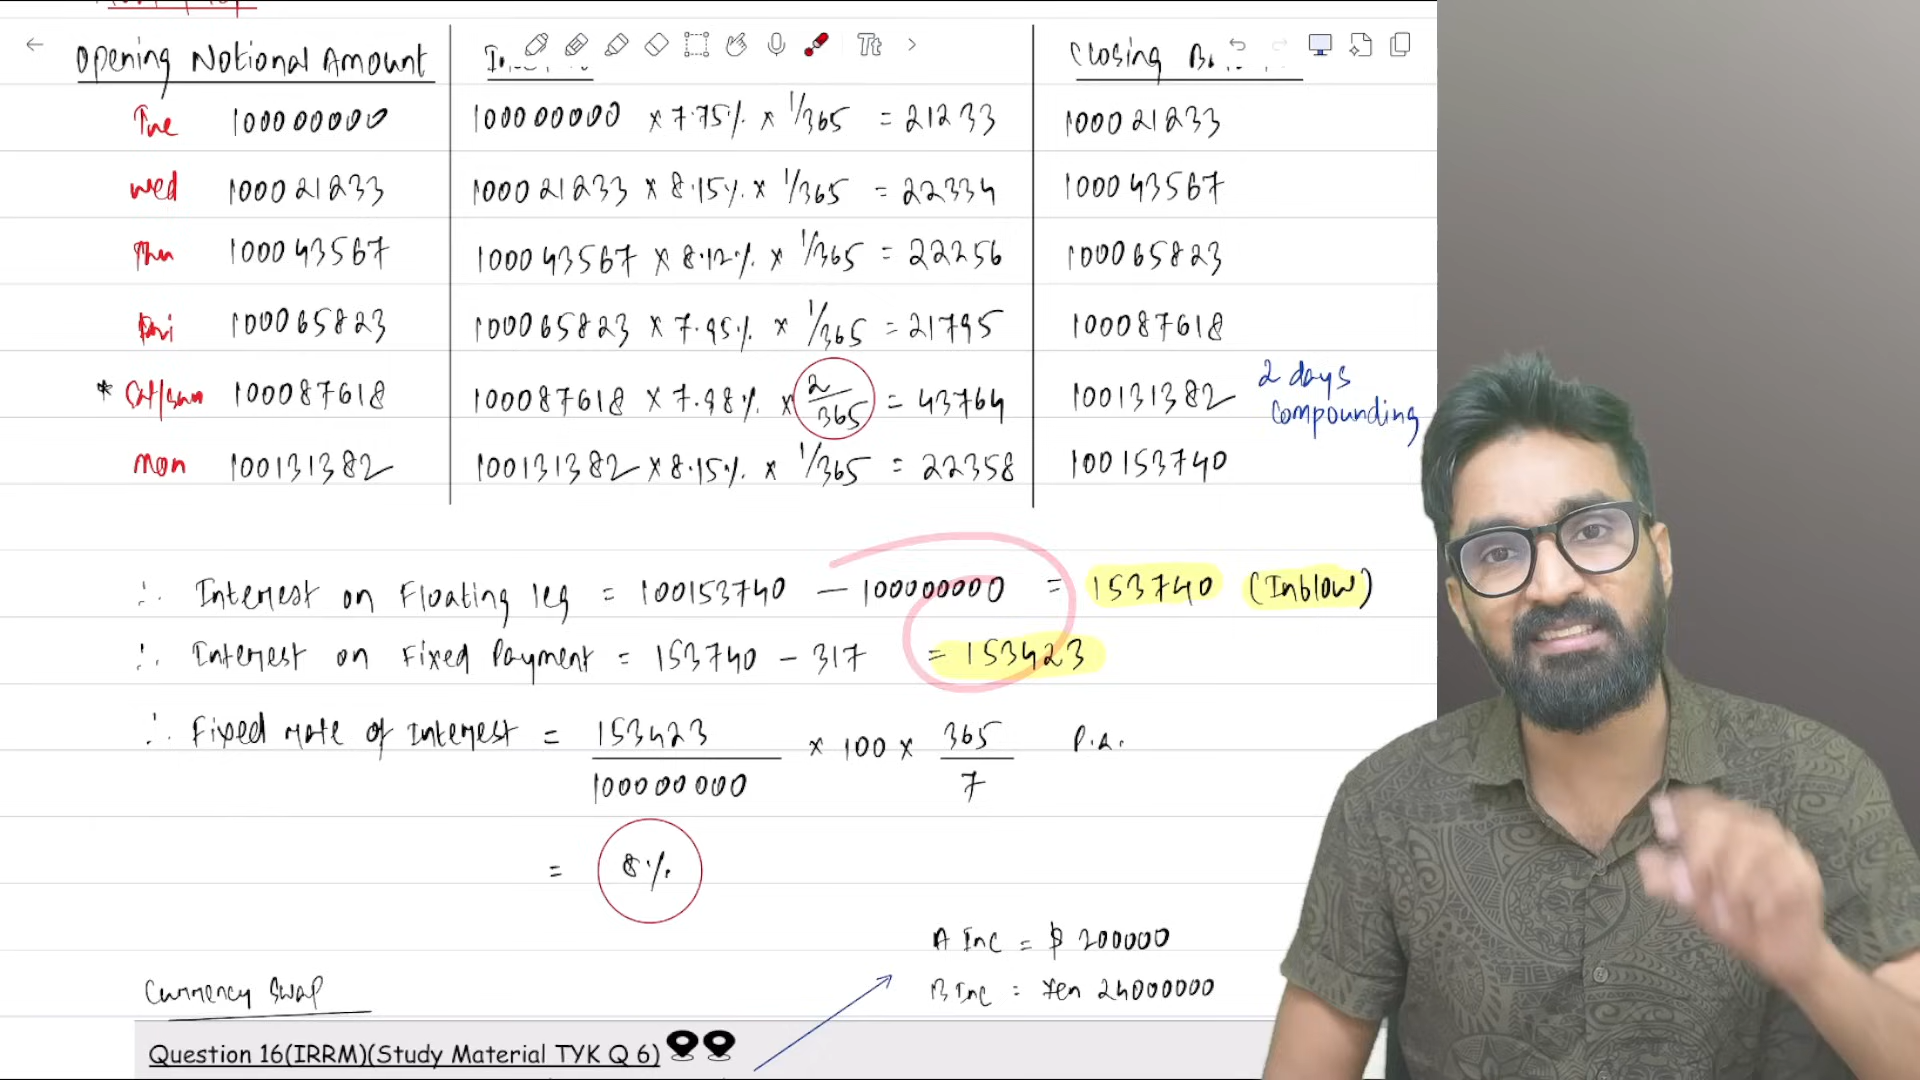 Opening Notional Amount Closing
Tue 100000000 100000000 × 7.75% × 1/365 = 21233 100021233
Wed 100021233 100021233 × 8.15% × 1/365 = 22334 100043567
Thu 100043567 100043567 × 8.12% × 1/365 = 22256 100065823
Fri 100065823 100065823 × 7.95% × 1/365 = 21795 100087618
* Sat/Sun 100087618 100087618 × 7.98% × 2/365 = 43764 100131382 2 days compounding
Mon 100131382 100131382 × 8.15% × 1/365 = 22358 100153740
∴ Interest on Floating leg = 100153740 – 100000000 = 153740 (Inflow)
∴ Interest on Fixed Payment = 153740 – 317 = 153423
∴ Fixed rate of Interest = 153423/100000000 × 100 × 365/7 P.A.
= 8%
A Inc = $ 200000
B Inc = Yen 24000000
Currency Swap
Question 16(IRRM)(Study Material TYK Q 6)